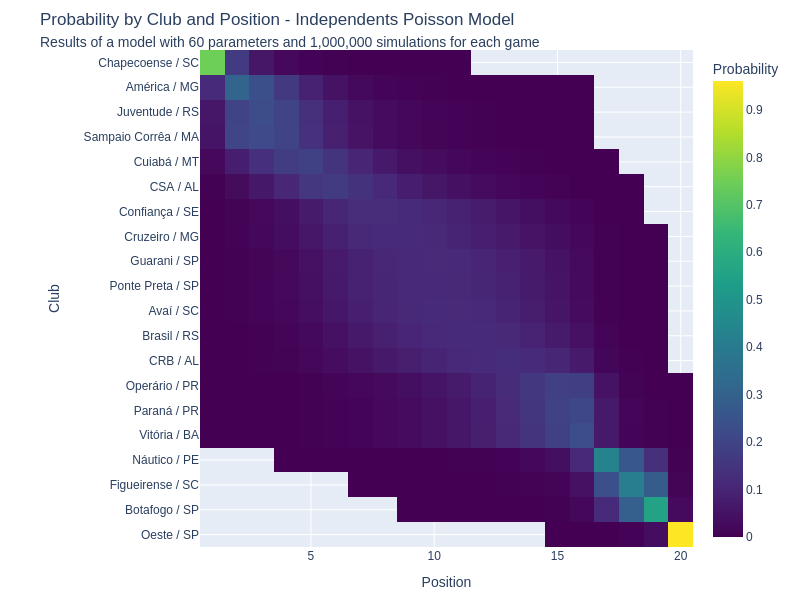 Probability by Club and Position - Independents Poisson Model
Results of a model with 60 parameters and 1,000,000 simulations for each game
Probability
Chapecoense / SC
América / MG
Juventude / RS
Sampaio Corrêa / MA
Cuiabá / MT
CSA / AL
Confiança / SE
Cruzeiro / MG
Guarani / SP
Ponte Preta / SP
Avaí / SC
Brasil / RS
CRB / AL
Operário / PR
Paraná / PR
Vitória / BA
Náutico / PE
Figueirense / SC
Botafogo / SP
Oeste / SP
Club
5
10
15
20
Position
0.9
0.8
0.7
0.6
0.5
0.4
0.3
0.2
0.1
0